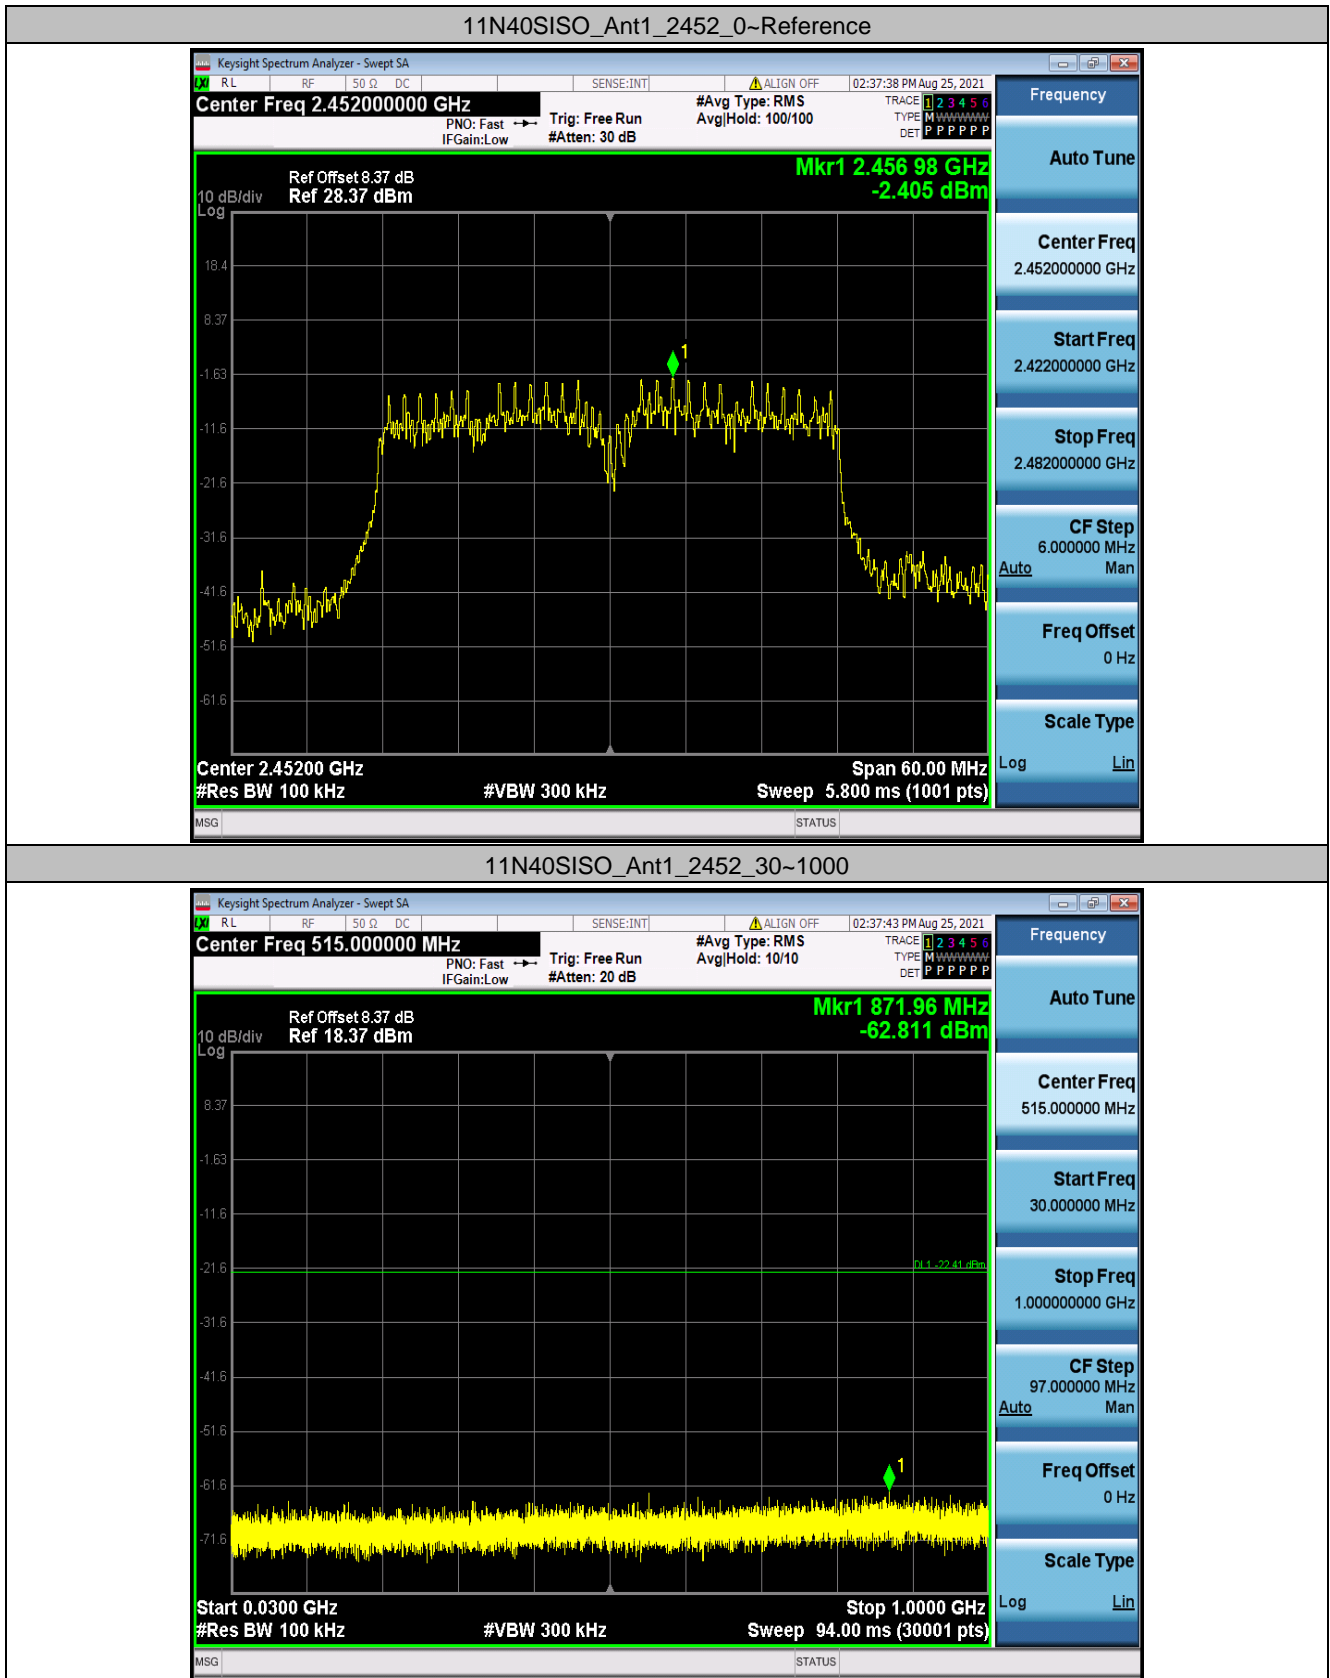 11N40SISO_Ant1_2452_0~Reference
Keysight Spectrum Analyzer - Swept SA
LXI RL RF 50 Ω DC SENSE:INT ALIGN OFF 02:37:38 PM Aug 25, 2021
Center Freq 2.452000000 GHz
PNO: Fast
IFGain:Low
Trig: Free Run
#Atten: 30 dB
#Avg Type: RMS
Avg|Hold: 100/100
TRACE 1 2 3 4 5 6
TYPE M W W W W W
DET P P P P P P
Mkr1 2.456 98 GHz
-2.405 dBm
Ref Offset 8.37 dB
10 dB/div Ref 28.37 dBm
Log
18.4
8.37
-1.63
-11.6
-21.6
-31.6
-41.6
-51.6
-61.6
1
Center 2.45200 GHz Span 60.00 MHz
#Res BW 100 kHz #VBW 300 kHz Sweep 5.800 ms (1001 pts)
MSG STATUS
Frequency
Auto Tune
Center Freq
2.452000000 GHz
Start Freq
2.422000000 GHz
Stop Freq
2.482000000 GHz
CF Step
6.000000 MHz
Auto Man
Freq Offset
0 Hz
Scale Type
Log Lin
11N40SISO_Ant1_2452_30~1000
Keysight Spectrum Analyzer - Swept SA
LXI RL RF 50 Ω DC SENSE:INT ALIGN OFF 02:37:43 PM Aug 25, 2021
Center Freq 515.000000 MHz
PNO: Fast
IFGain:Low
Trig: Free Run
#Atten: 20 dB
#Avg Type: RMS
Avg|Hold: 10/10
TRACE 1 2 3 4 5 6
TYPE M W W W W W
DET P P P P P P
Mkr1 871.96 MHz
-62.811 dBm
Ref Offset 8.37 dB
10 dB/div Ref 18.37 dBm
Log
8.37
-1.63
-11.6
-21.6
-31.6
-41.6
-51.6
-61.6
-71.6
DL1 -22.41 dBm
1
Start 0.0300 GHz Stop 1.0000 GHz
#Res BW 100 kHz #VBW 300 kHz Sweep 94.00 ms (30001 pts)
MSG STATUS
Frequency
Auto Tune
Center Freq
515.000000 MHz
Start Freq
30.000000 MHz
Stop Freq
1.000000000 GHz
CF Step
97.000000 MHz
Auto Man
Freq Offset
0 Hz
Scale Type
Log Lin